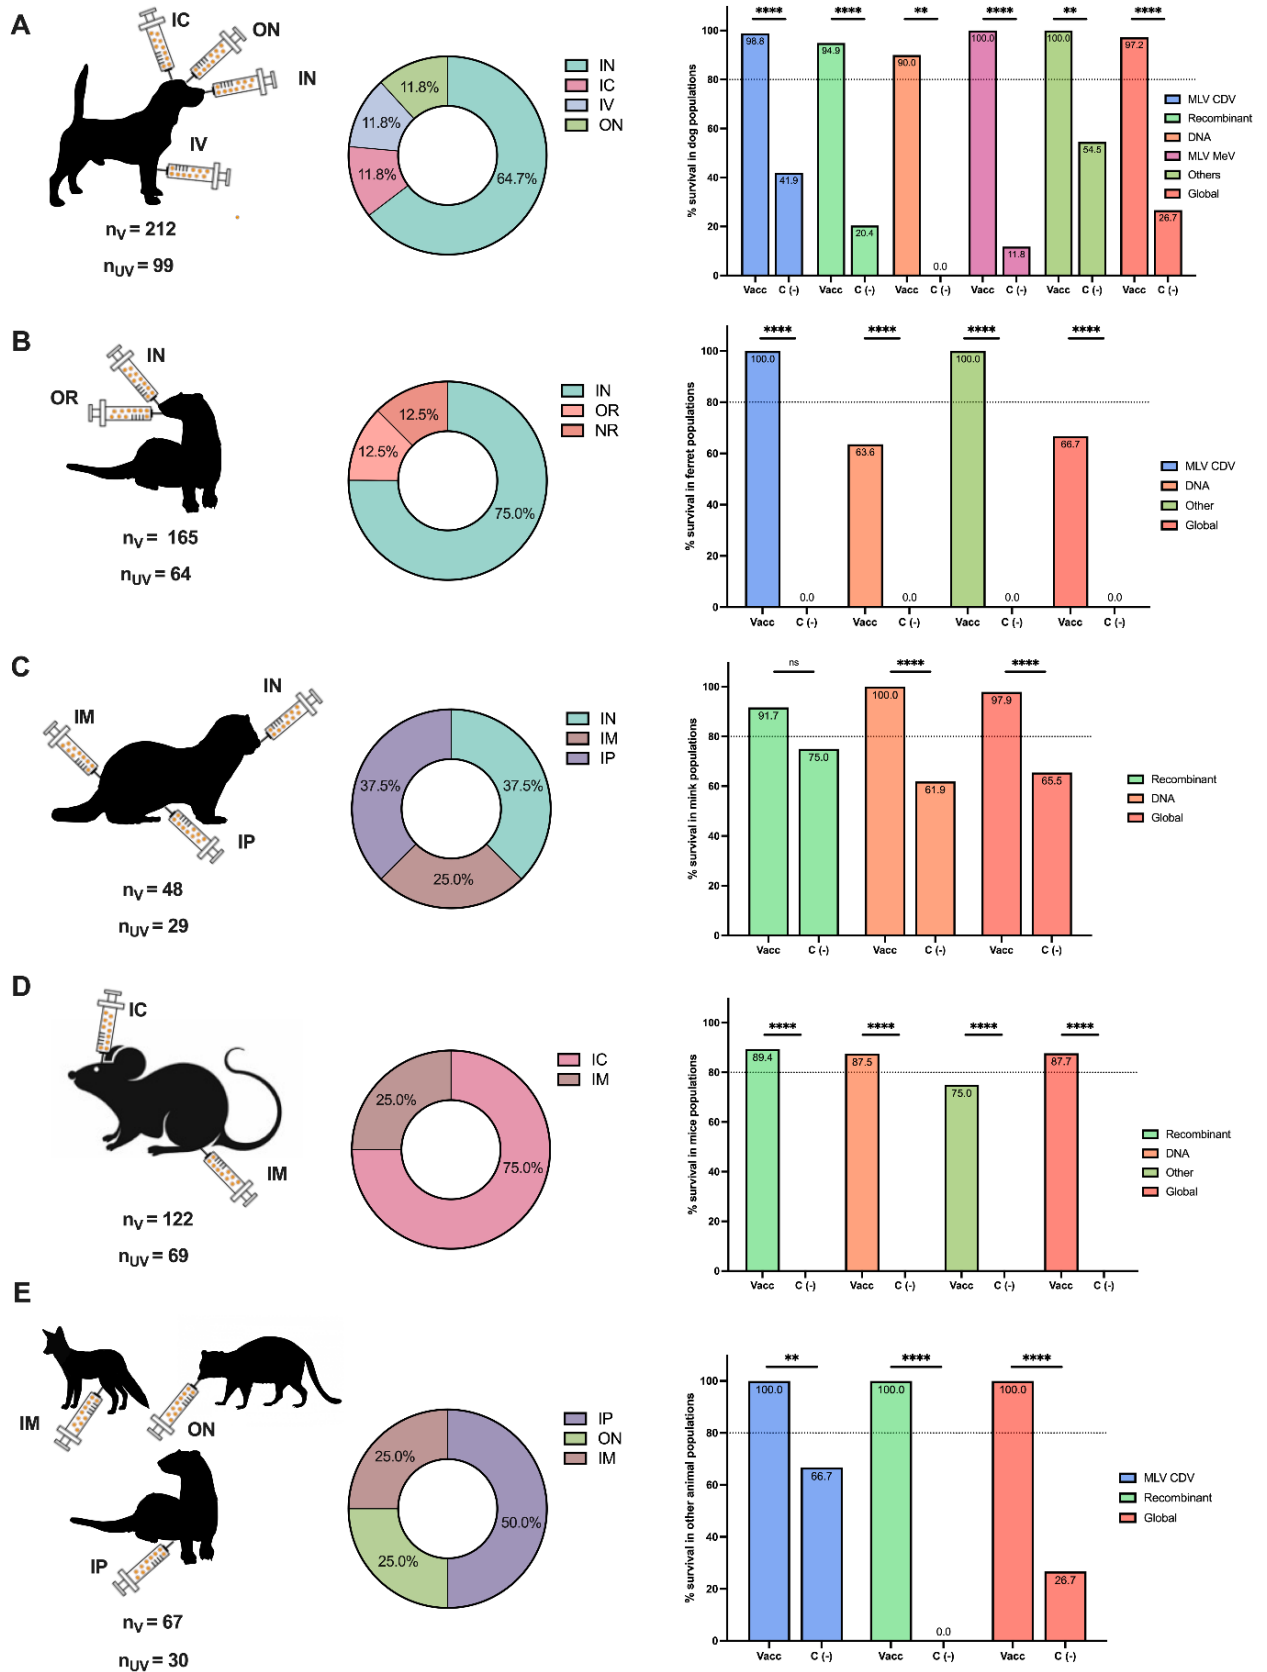 A
IC
ON
IN
IV
nV = 212
nUV = 99
11.8%
11.8%
11.8%
64.7%
IN
IC
IV
ON
% survival in dog populations
100
80
60
40
20
0
**** **** ** **** ** ****
98.8 41.9 94.9 20.4 90.0 0.0 100.0 11.8 100.0 54.5 97.2 26.7
Vacc C (-) Vacc C (-) Vacc C (-) Vacc C (-) Vacc C (-) Vacc C (-)
MLV CDV
Recombinant
DNA
MLV MeV
Others
Global
B
IN
OR
nV = 165
nUV = 64
12.5%
12.5%
75.0%
IN
OR
NR
% survival in ferret populations
100
80
60
40
20
0
**** **** **** ****
100.0 0.0 63.6 0.0 100.0 0.0 66.7 0.0
Vacc C (-) Vacc C (-) Vacc C (-) Vacc C (-)
MLV CDV
DNA
Other
Global
C
IN
IM
IP
nV = 48
nUV = 29
37.5% 37.5%
25.0%
IN
IM
IP
% survival in mink populations
100
80
60
40
20
0
ns **** ****
91.7 75.0 100.0 61.9 97.9 65.5
Vacc C (-) Vacc C (-) Vacc C (-)
Recombinant
DNA
Global
D
IC
IM
nV = 122
nUV = 69
25.0%
75.0%
IC
IM
% survival in mice populations
100
80
60
40
20
0
**** **** **** ****
89.4 87.5 75.0 87.7
Vacc C (-) Vacc C (-) Vacc C (-) Vacc C (-)
Recombinant
DNA
Other
Global
E
IM
ON
IP
nV = 67
nUV = 30
25.0%
50.0%
25.0%
IP
ON
IM
% survival in other animal populations
100
80
60
40
20
0
** **** ****
100.0 66.7 100.0 0.0 100.0 26.7
Vacc C (-) Vacc C (-) Vacc C (-)
MLV CDV
Recombinant
Global